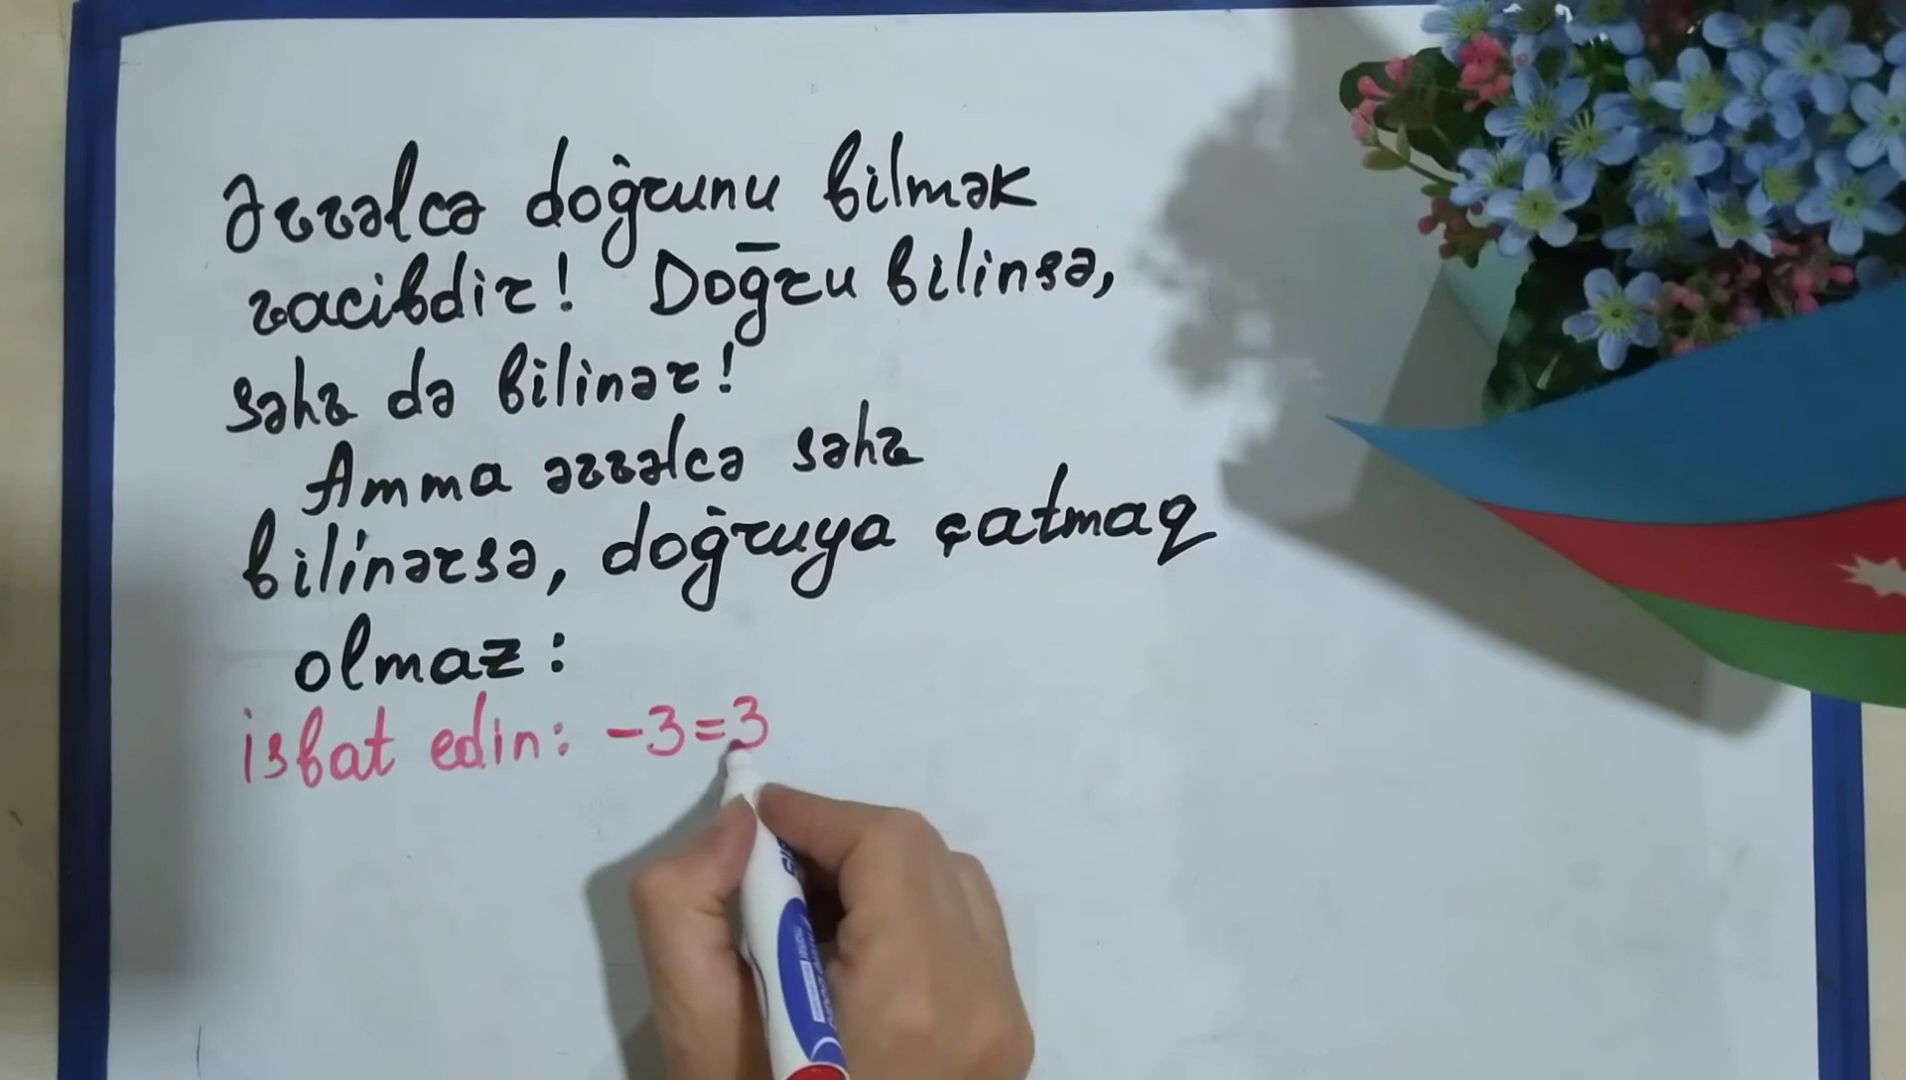 Əvvəlcə doğrunu bilmək
vacibdir! Doğru bilinsə,
səhv də bilinər!
Amma əvvəlcə səhv
bilinərsə, doğruya çatmaq
olmaz:
isbat edin: -3=3